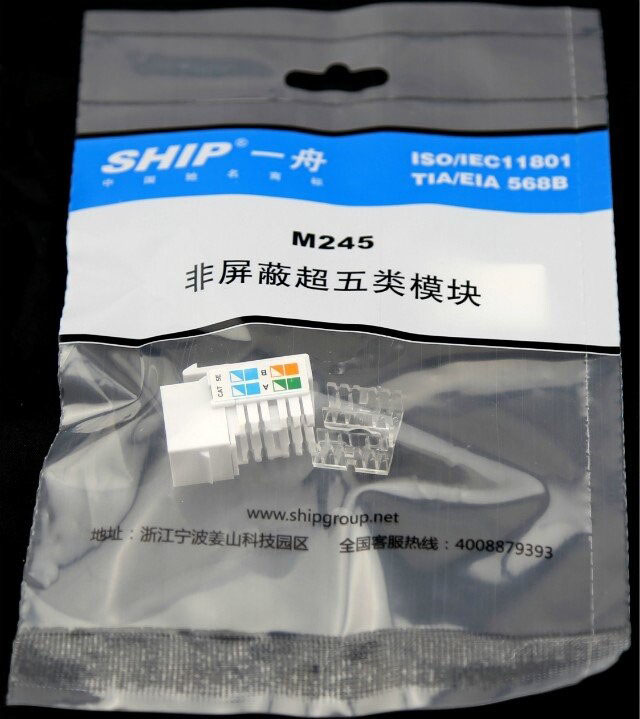 SHIP® 一舟
中国驰名商标
ISO/IEC11801
TIA/EIA 568B
M245
非屏蔽超五类模块
CAT. 5E
B
A
www.shipgroup.net
地址：浙江宁波姜山科技园区 全国客服热线：4008879393